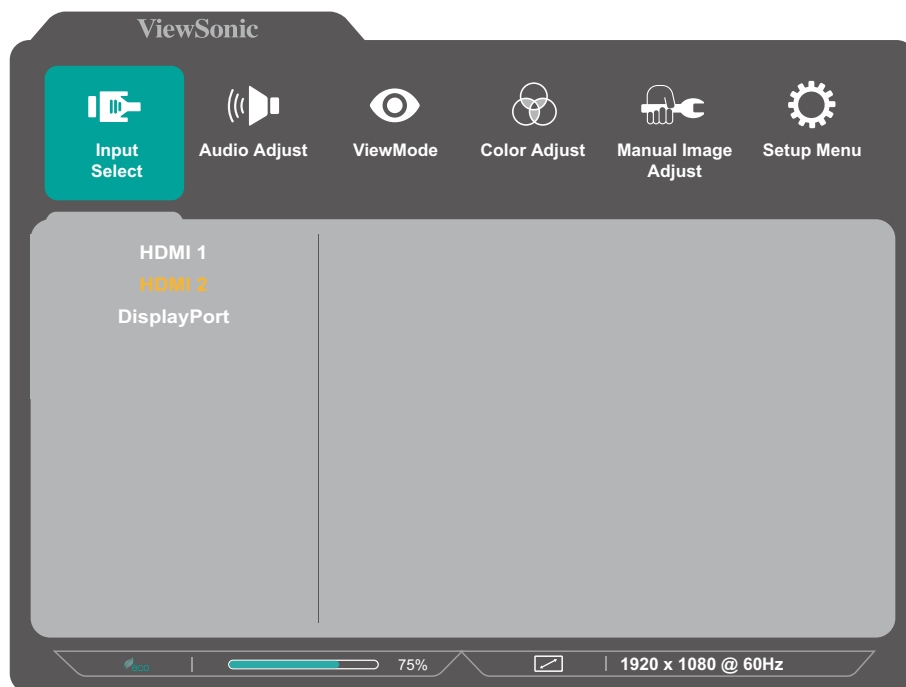 ViewSonic
Input
Select
Audio Adjust
ViewMode
Color Adjust
Manual Image
Adjust
Setup Menu
HDMI 1
HDMI 2
DisplayPort
eco
75%
1920 x 1080 @ 60Hz